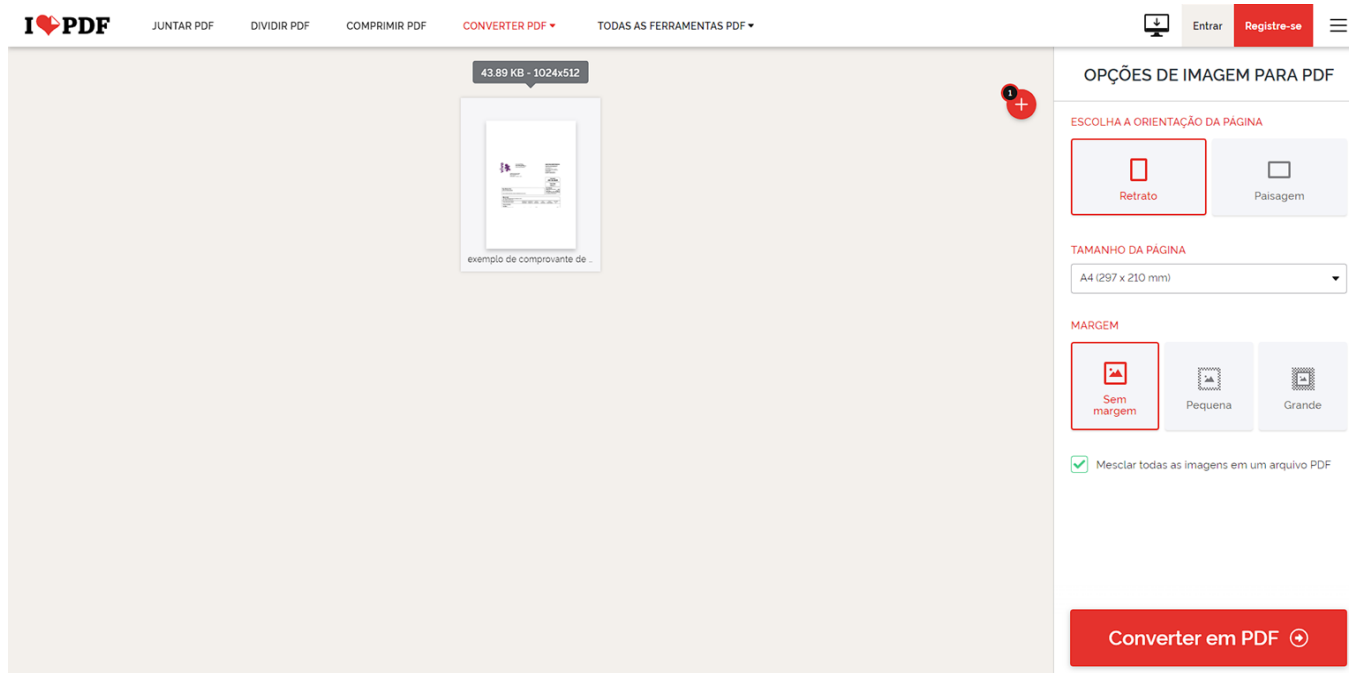 I PDF
JUNTAR PDF
DIVIDIR PDF
COMPRIMIR PDF
CONVERTER PDF
TODAS AS FERRAMENTAS PDF
Entrar
Registre-se
43.89 KB - 1024x512
exemplo de comprovante de ...
1
OPÇÕES DE IMAGEM PARA PDF
ESCOLHA A ORIENTAÇÃO DA PÁGINA
Retrato
Paisagem
TAMANHO DA PÁGINA
A4 (297 x 210 mm)
MARGEM
Sem
margem
Pequena
Grande
Mesclar todas as imagens em um arquivo PDF
Converter em PDF